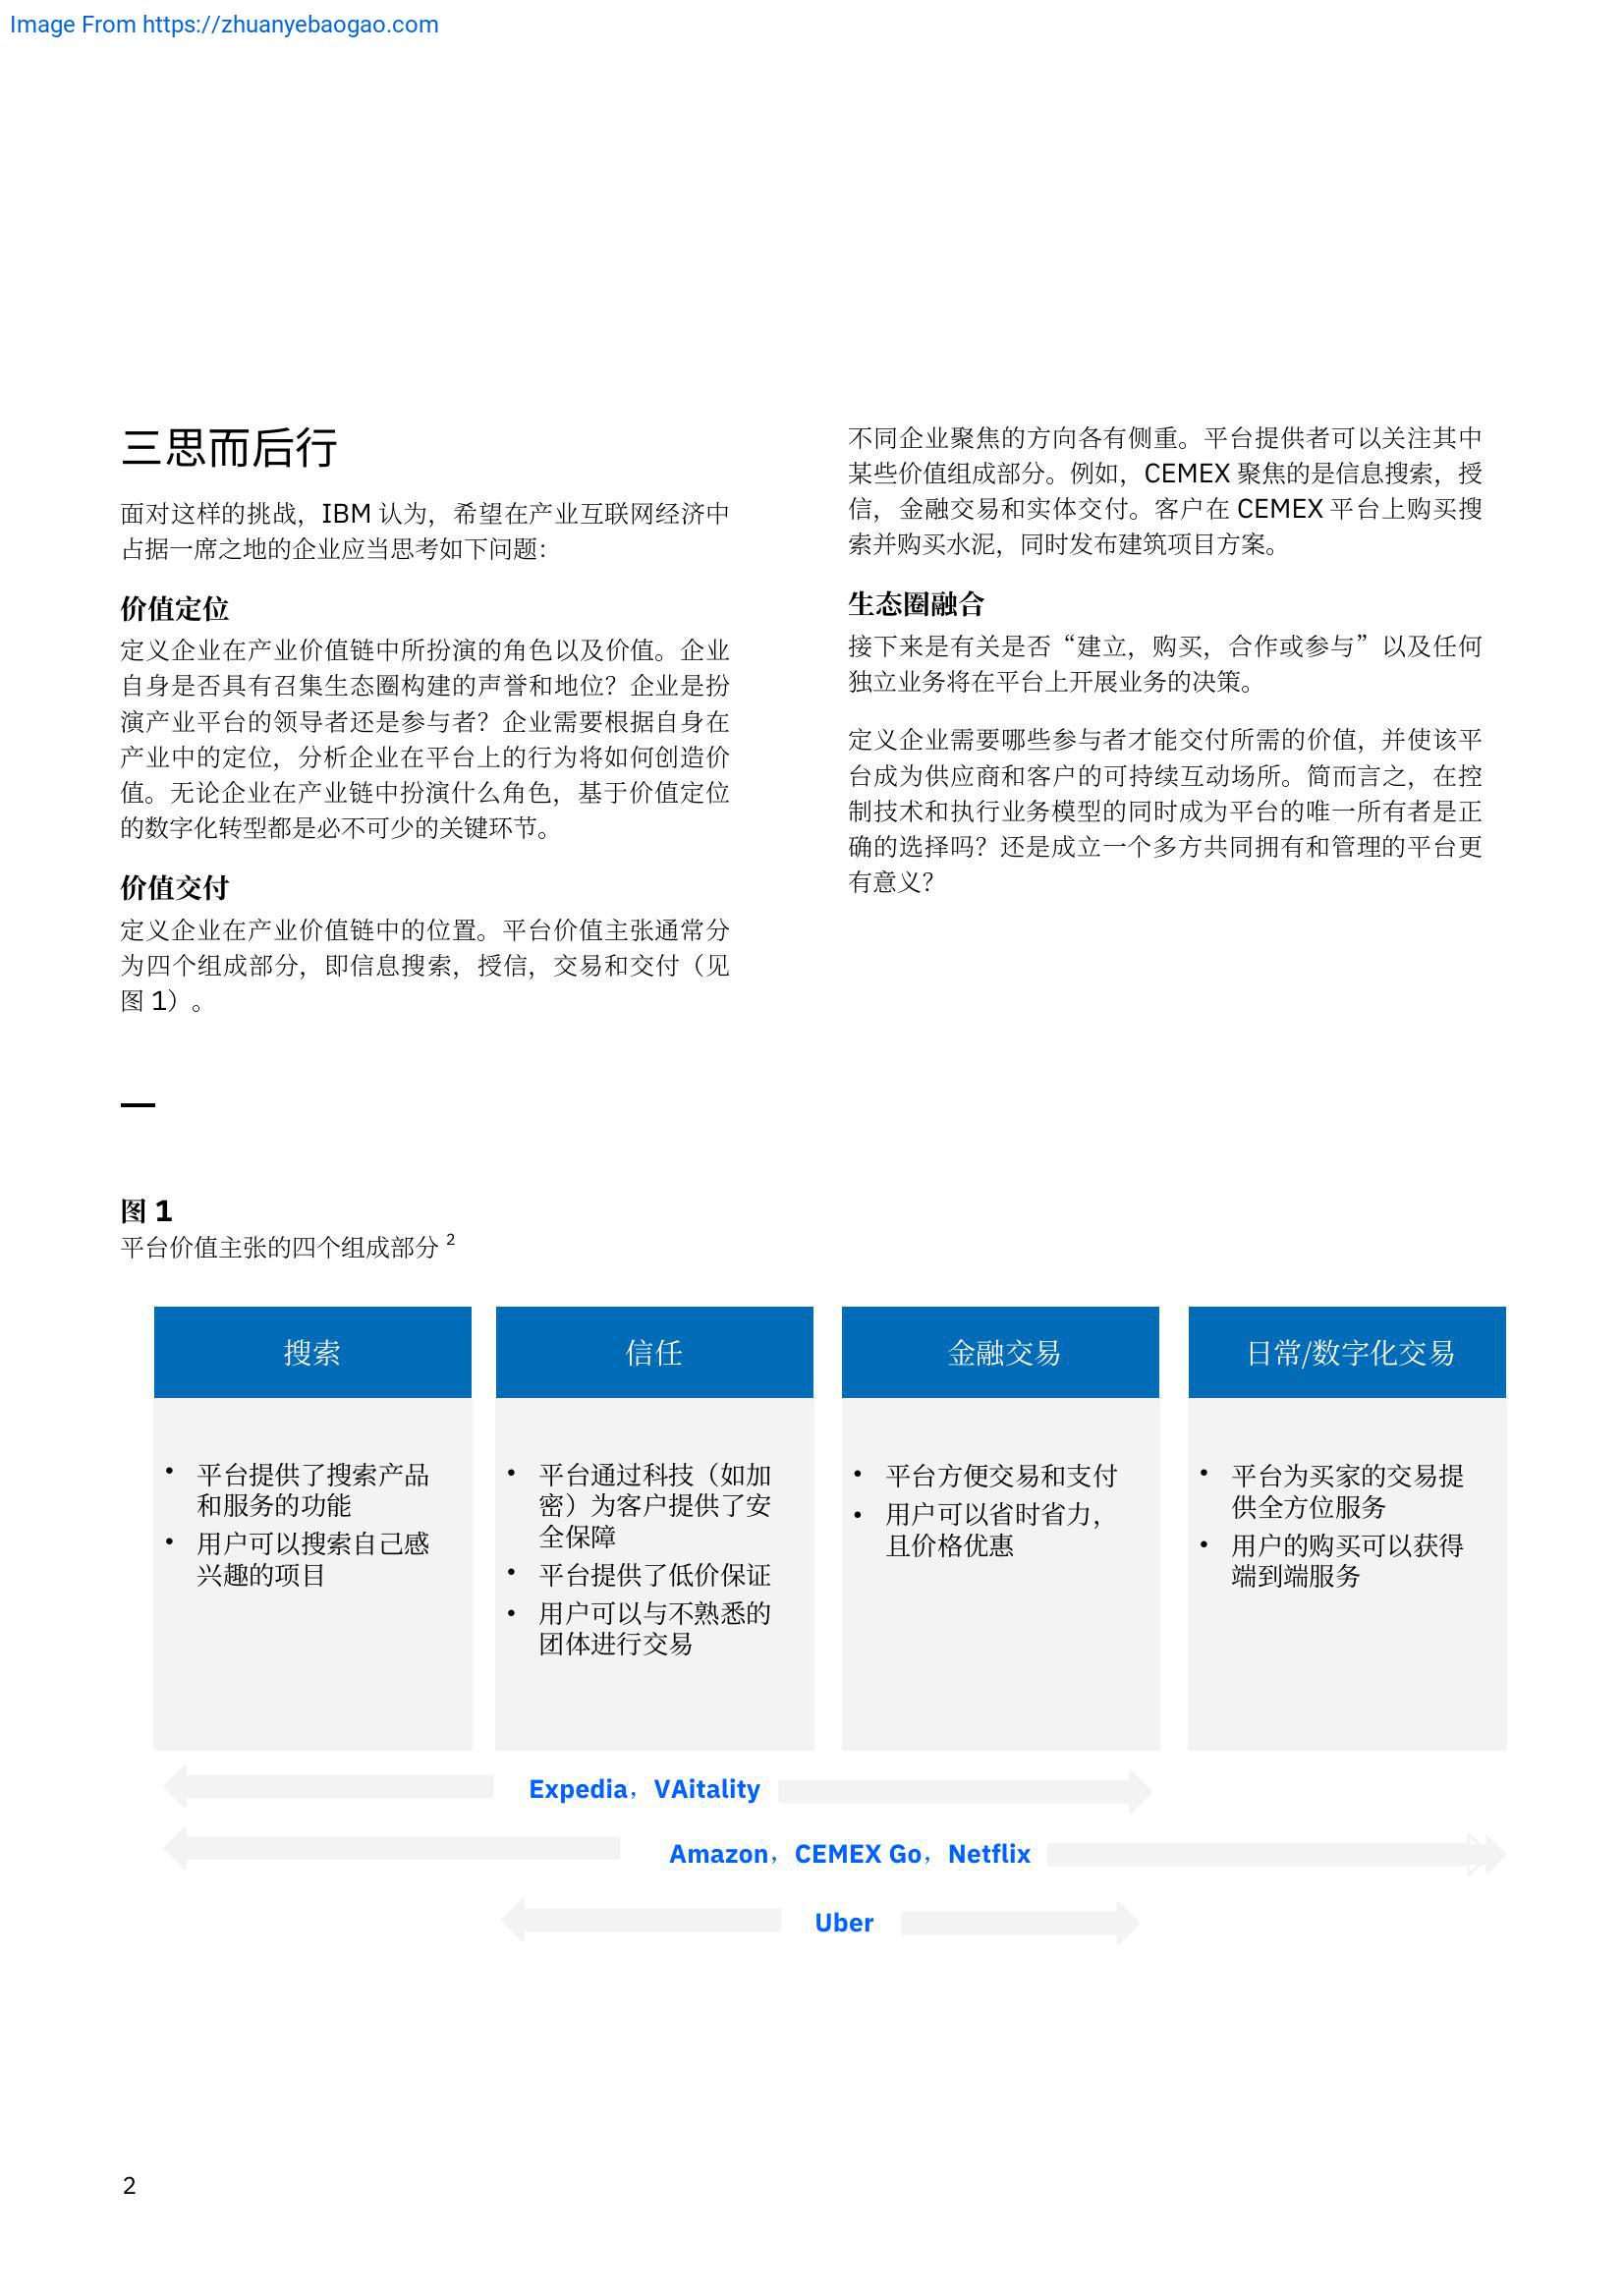 Image From https://zhuanyebaogao.com
三思而后行
面对这样的挑战，IBM 认为，希望在产业互联网经济中
占据一席之地的企业应当思考如下问题：
价值定位
定义企业在产业价值链中所扮演的角色以及价值。企业
自身是否具有召集生态圈构建的声誉和地位？企业是扮
演产业平台的领导者还是参与者？企业需要根据自身在
产业中的定位，分析企业在平台上的行为将如何创造价
值。无论企业在产业链中扮演什么角色，基于价值定位
的数字化转型都是必不可少的关键环节。
价值交付
定义企业在产业价值链中的位置。平台价值主张通常分
为四个组成部分，即信息搜索，授信，交易和交付（见
图 1）。
不同企业聚焦的方向各有侧重。平台提供者可以关注其中
某些价值组成部分。例如，CEMEX 聚焦的是信息搜索，授
信，金融交易和实体交付。客户在 CEMEX 平台上购买搜
索并购买水泥，同时发布建筑项目方案。
生态圈融合
接下来是有关是否“建立，购买，合作或参与”以及任何
独立业务将在平台上开展业务的决策。
定义企业需要哪些参与者才能交付所需的价值，并使该平
台成为供应商和客户的可持续互动场所。简而言之，在控
制技术和执行业务模型的同时成为平台的唯一所有者是正
确的选择吗？还是成立一个多方共同拥有和管理的平台更
有意义？
图 1
平台价值主张的四个组成部分 2
搜索
• 平台提供了搜索产品
和服务的功能
• 用户可以搜索自己感
兴趣的项目
信任
• 平台通过科技（如加
密）为客户提供了安
全保障
• 平台提供了低价保证
• 用户可以与不熟悉的
团体进行交易
金融交易
• 平台方便交易和支付
• 用户可以省时省力，
且价格优惠
日常/数字化交易
• 平台为买家的交易提
供全方位服务
• 用户的购买可以获得
端到端服务
Expedia，VAitality
Amazon，CEMEX Go，Netflix
Uber
2